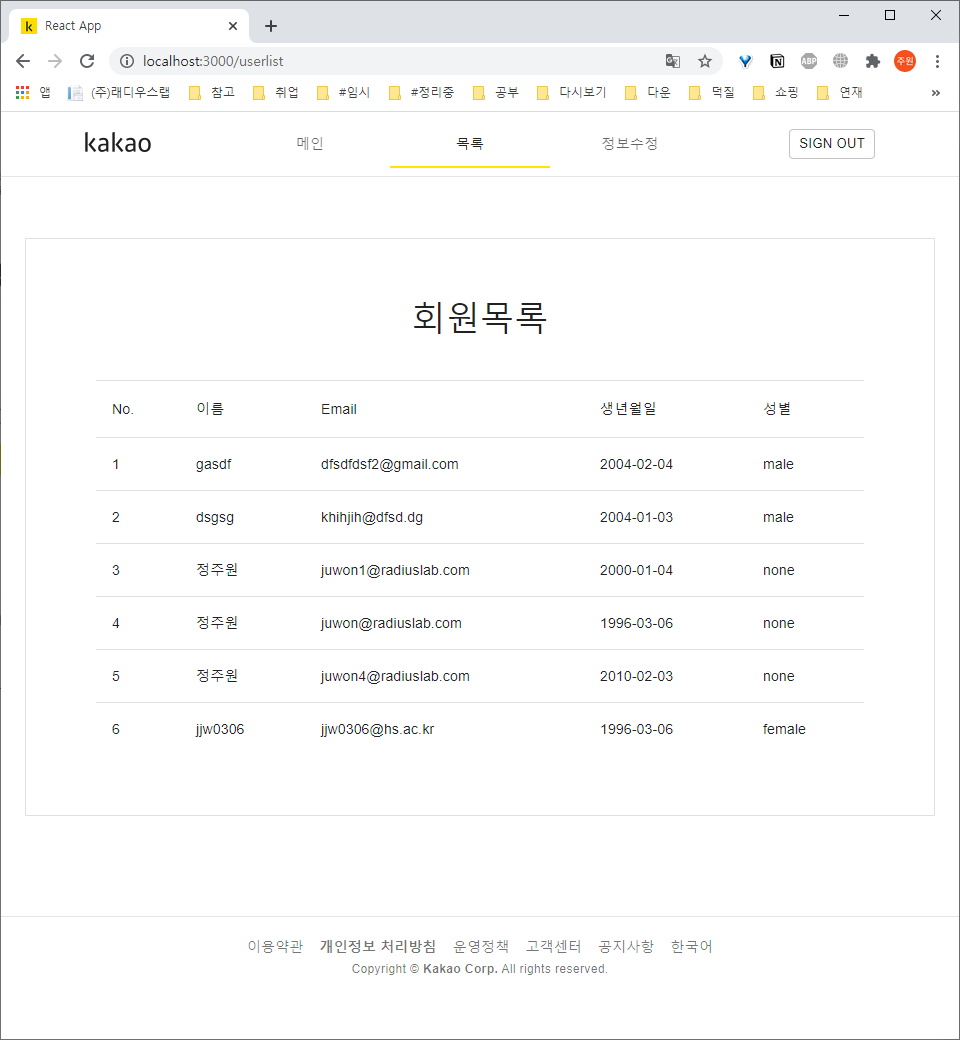 k React App
localhost:3000/userlist
ABP 주원
앱 (주)래디우스랩 참고 취업 #임시 #정리중 공부 다시보기 다운 덕질 쇼핑 연재 »
kakao 메인 목록 정보수정 SIGN OUT
회원목록
No. 이름 Email 생년월일 성별
1 gasdf dfsdfdsf2@gmail.com 2004-02-04 male
2 dsgsg khihjih@dfsd.dg 2004-01-03 male
3 정주원 juwon1@radiuslab.com 2000-01-04 none
4 정주원 juwon@radiuslab.com 1996-03-06 none
5 정주원 juwon4@radiuslab.com 2010-02-03 none
6 jjw0306 jjw0306@hs.ac.kr 1996-03-06 female
이용약관 개인정보 처리방침 운영정책 고객센터 공지사항 한국어
Copyright © Kakao Corp. All rights reserved.